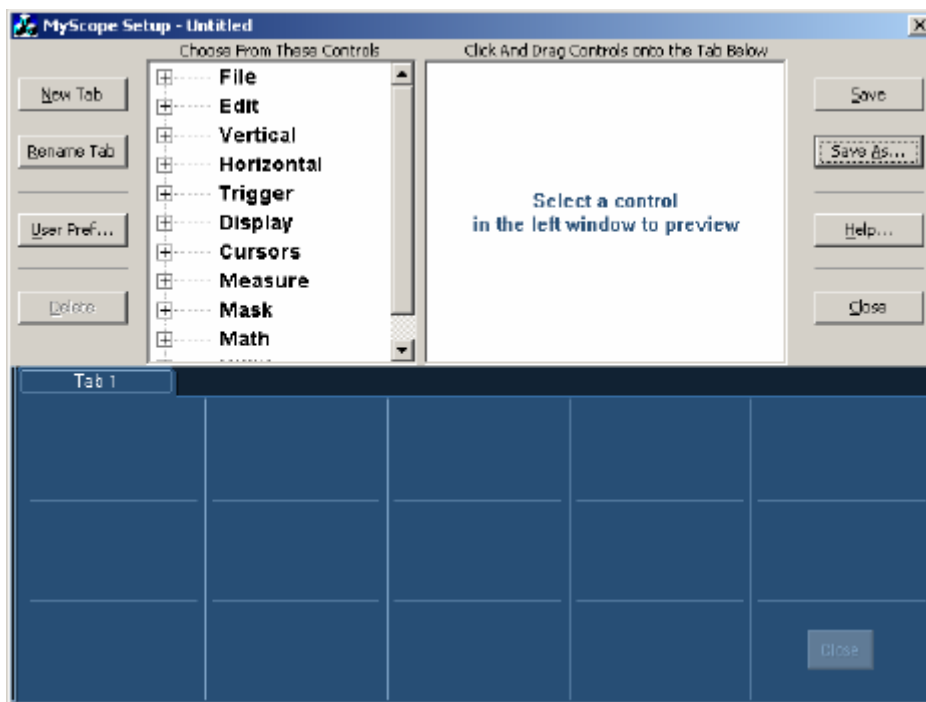 MyScope Setup - Untitled
Choose From These Controls
Click And Drag Controls onto the Tab Below
New Tab
Rename Tab
User Pref...
Delete
File
Edit
Vertical
Horizontal
Trigger
Display
Cursors
Measure
Mask
Math
Select a control
in the left window to preview
Save
Save As...
Help...
Close
Tab 1
Close